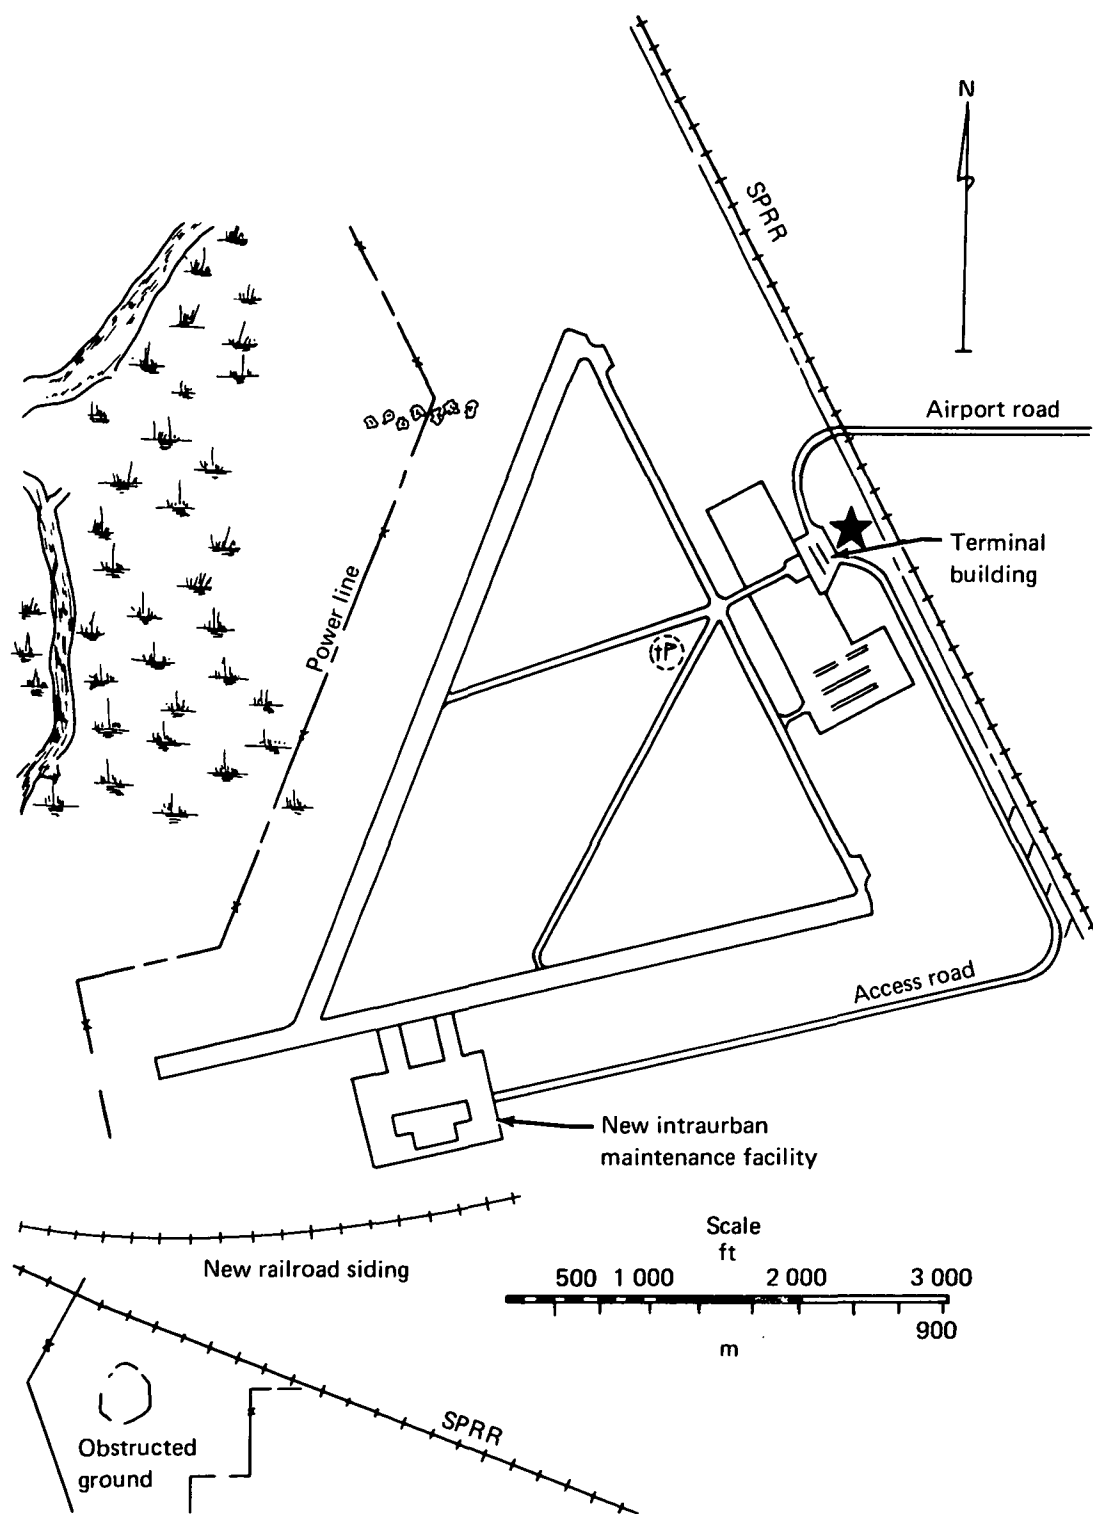 N
SPRR
Airport road
Terminal
building
Power line
†P
Access road
New intraurban
maintenance facility
Scale
ft
500 1 000 2 000 3 000
900
m
New railroad siding
SPRR
Obstructed
ground